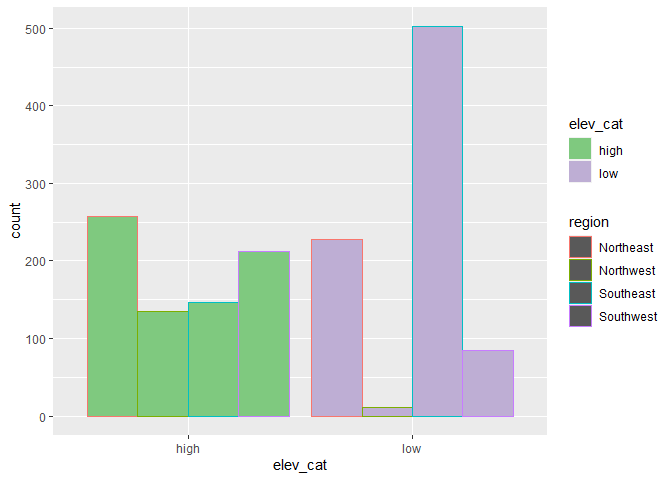 500
400
300
200
100
0
count
high
low
elev_cat
elev_cat
high
low
region
Northeast
Northwest
Southeast
Southwest